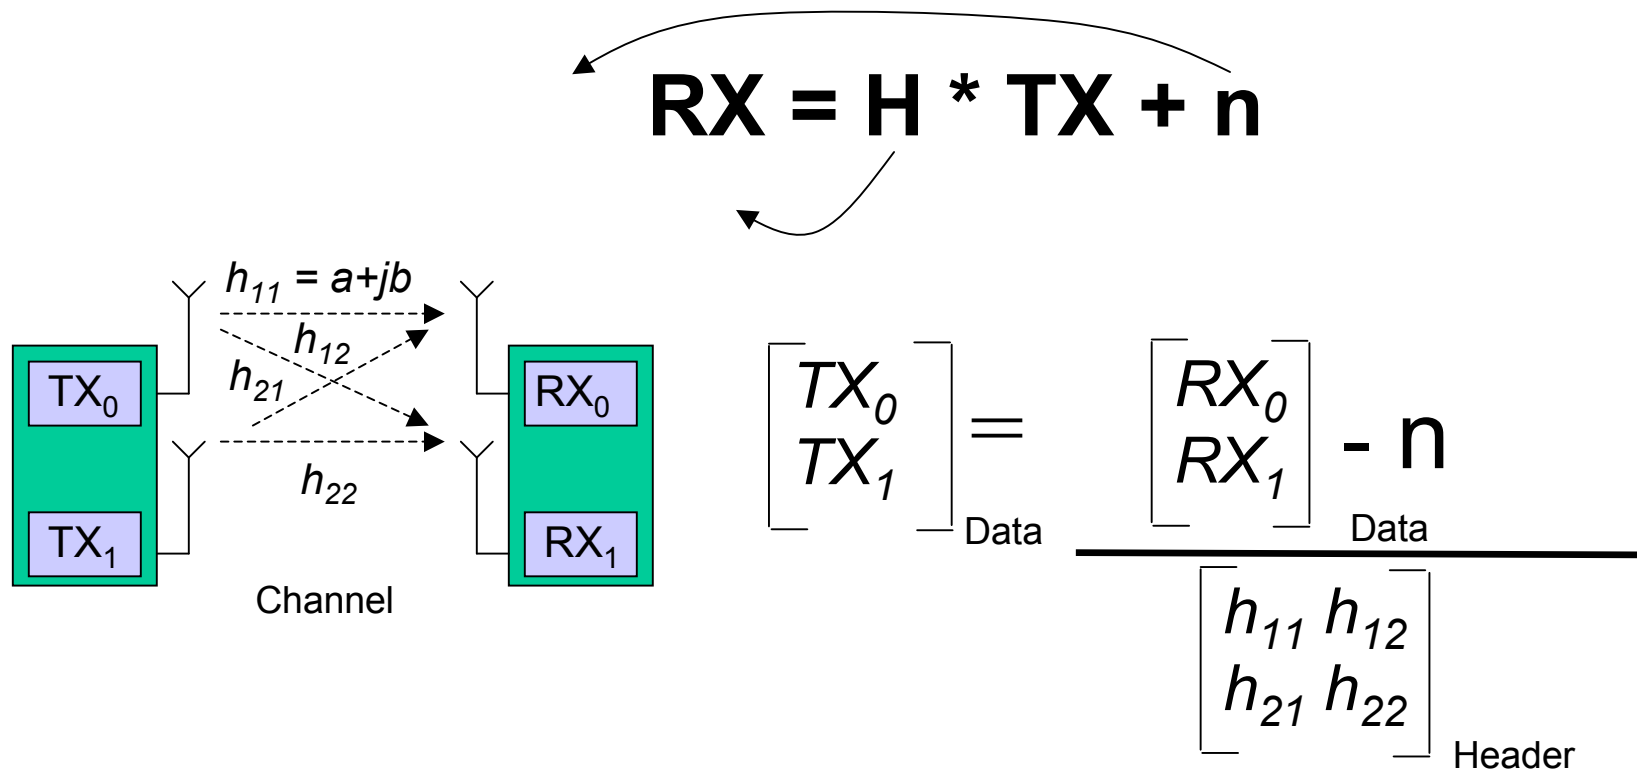 RX = H * TX + n
h11 = a+jb
h12
h21
h22
TX0
TX1
RX0
RX1
Channel
TX0
TX1
Data
=
RX0
RX1
Data
- n
h11 h12
h21 h22
Header